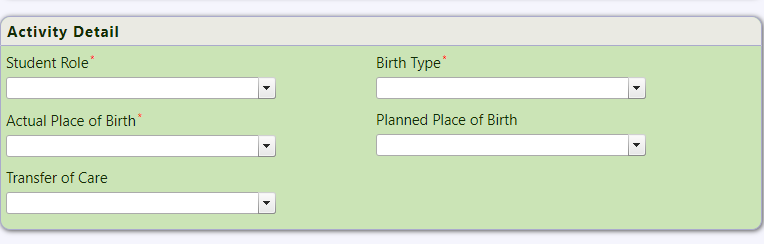 Activity Detail
Student Role*
Birth Type*
Actual Place of Birth*
Planned Place of Birth
Transfer of Care